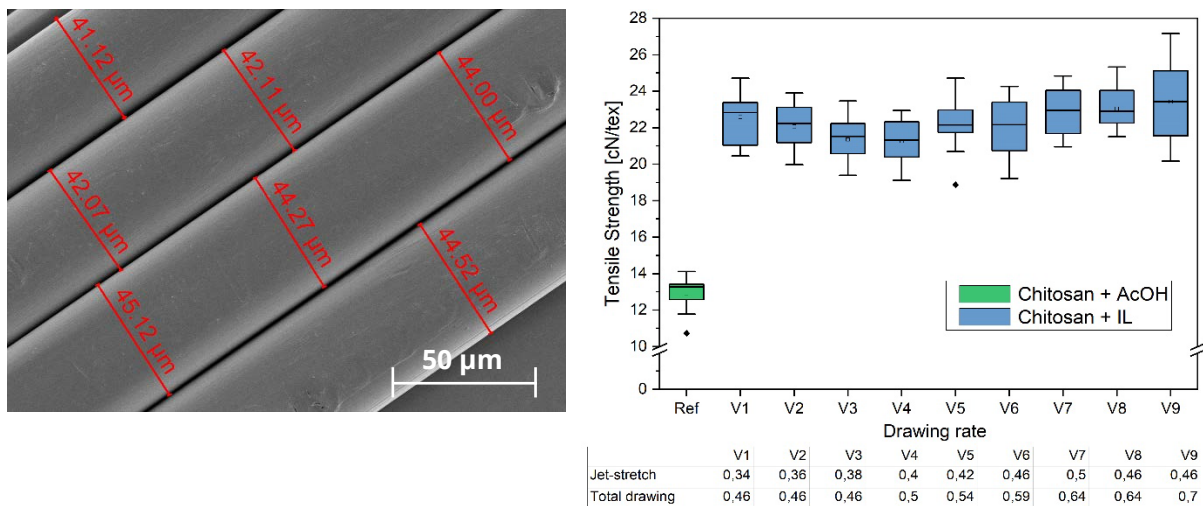 41.12 µm
42.11 µm
44.00 µm
42.07 µm
44.27 µm
44.52 µm
45.12 µm
50 µm
Tensile Strength [cN/tex]
28
26
24
22
20
18
16
14
12
10
0
Chitosan + AcOH
Chitosan + IL
Ref V1 V2 V3 V4 V5 V6 V7 V8 V9
Drawing rate
V1 V2 V3 V4 V5 V6 V7 V8 V9
Jet-stretch 0,34 0,36 0,38 0,4 0,42 0,46 0,5 0,46 0,46
Total drawing 0,46 0,46 0,46 0,5 0,54 0,59 0,64 0,64 0,7